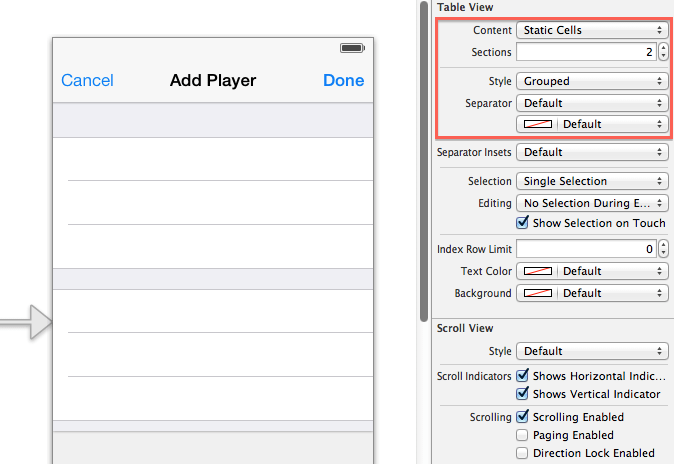 Table View
Content Static Cells
Sections 2
Cancel Add Player Done
Style Grouped
Separator Default
Default
Separator Insets Default
Selection Single Selection
Editing No Selection During E...
Show Selection on Touch
Index Row Limit 0
Text Color Default
Background Default
Scroll View
Style Default
Scroll Indicators Shows Horizontal Indic...
Shows Vertical Indicator
Scrolling Scrolling Enabled
Paging Enabled
Direction Lock Enabled